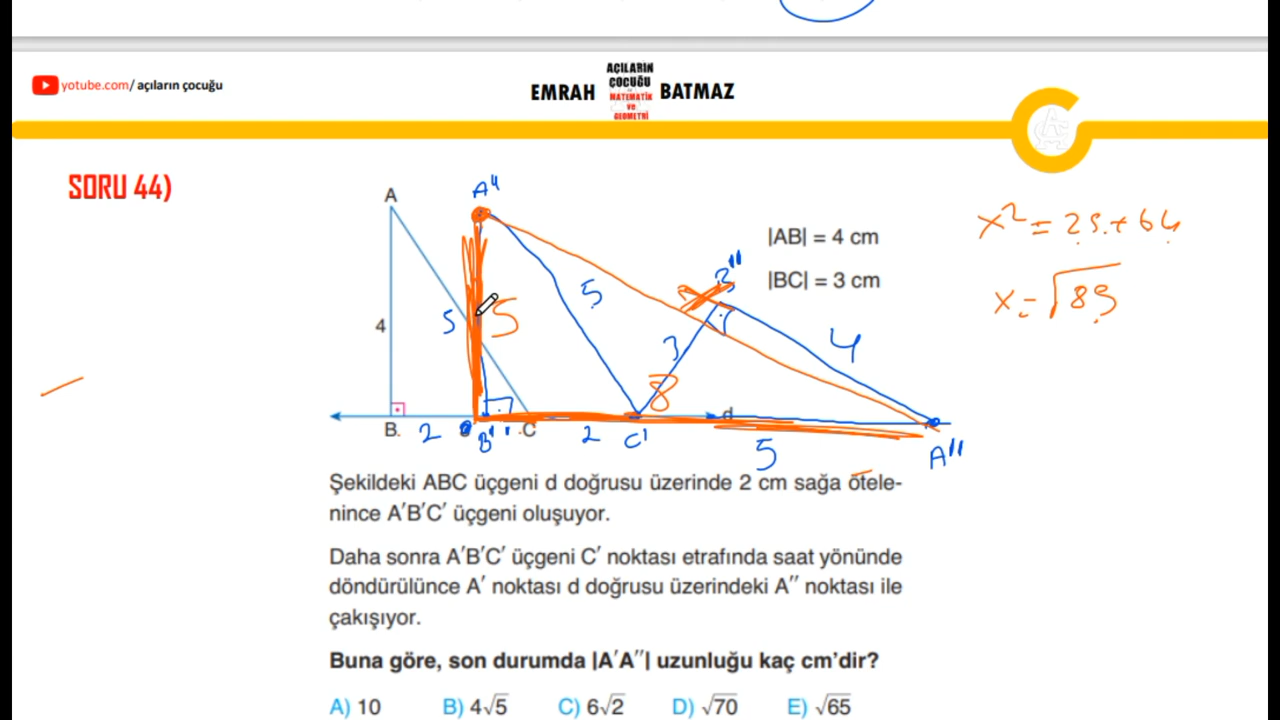 yotube.com/ açıların çocuğu
EMRAH
AÇILARIN
ÇOCUĞU
MATEMATİK
ve
GEOMETRİ
BATMAZ
SORU 44)
A
A''
|AB| = 4 cm
|BC| = 3 cm
x² = 25 + 64
x = √89
B''
5
4
5
5
3
4
8
d
B
2
B'
C
2
C'
5
A''
Şekildeki ABC üçgeni d doğrusu üzerinde 2 cm sağa ötele-
nince A′B′C′ üçgeni oluşuyor.
Daha sonra A′B′C′ üçgeni C′ noktası etrafında saat yönünde
döndürülünce A′ noktası d doğrusu üzerindeki A′′ noktası ile
çakışıyor.
Buna göre, son durumda |A′A′′| uzunluğu kaç cm'dir?
A) 10 B) 4√5 C) 6√2 D) √70 E) √65